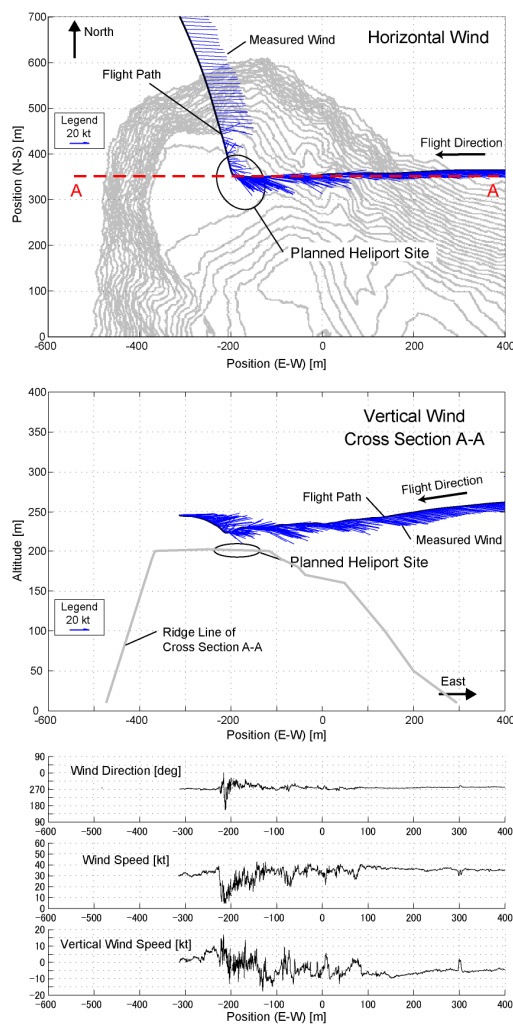 700
600
500
400
300
200
100
0
Position (N-S) [m]
North
Measured Wind
Horizontal Wind
Flight Path
Legend
20 kt
Flight Direction
A
A
Planned Heliport Site
-600 -500 -400 -300 -200 -100 0 100 200 300 400
Position (E-W) [m]
400
350
300
250
200
150
100
50
0
Altitude [m]
Vertical Wind
Cross Section A-A
Flight Path
Flight Direction
Measured Wind
Planned Heliport Site
Legend
20 kt
Ridge Line of
Cross Section A-A
East
-600 -500 -400 -300 -200 -100 0 100 200 300 400
Position (E-W) [m]
90
0
270
180
90
Wind Direction [deg]
−600 −500 −400 −300 −200 −100 0 100 200 300 400
60
50
40
30
20
10
0
Wind Speed [kt]
−600 −500 −400 −300 −200 −100 0 100 200 300 400
20
10
0
−10
−20
Vertical Wind Speed [kt]
−600 −500 −400 −300 −200 −100 0 100 200 300 400
Position (E-W) [m]